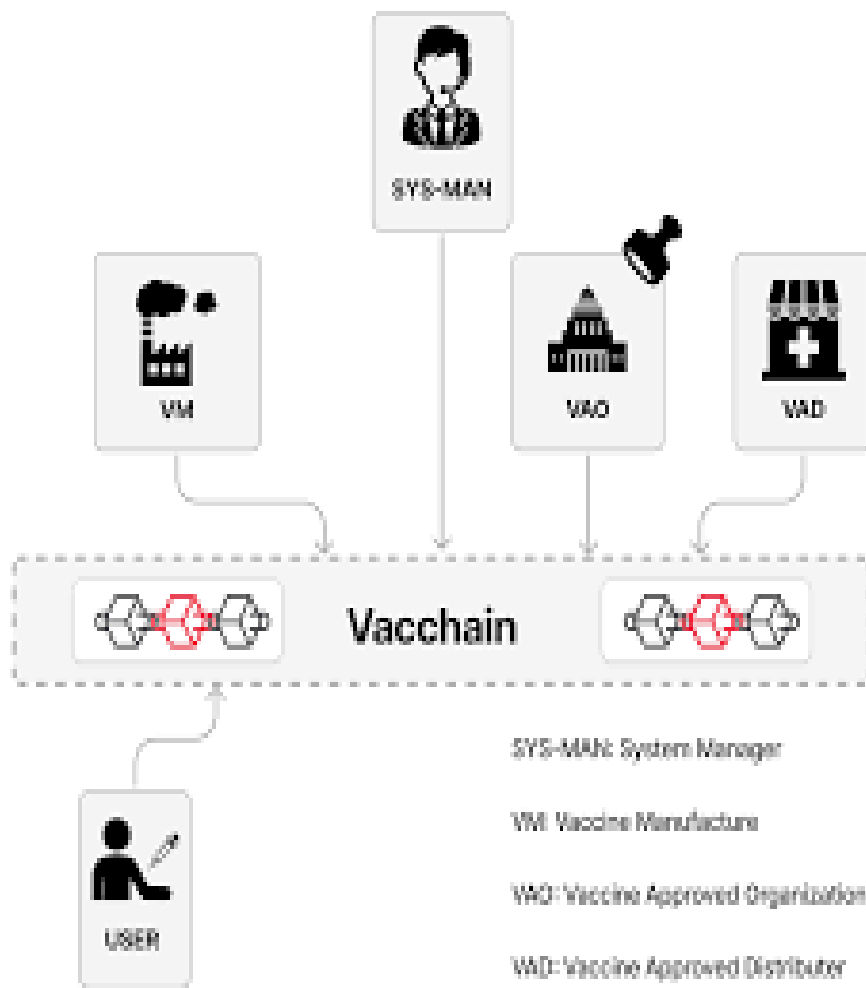 SYS-MAN
VM
VAO
VAD
Vacchain
USER
SYS-MAN: System Manager
VM: Vaccine Manufacture
VAO: Vaccine Approved Organization
VAD: Vaccine Approved Distributer